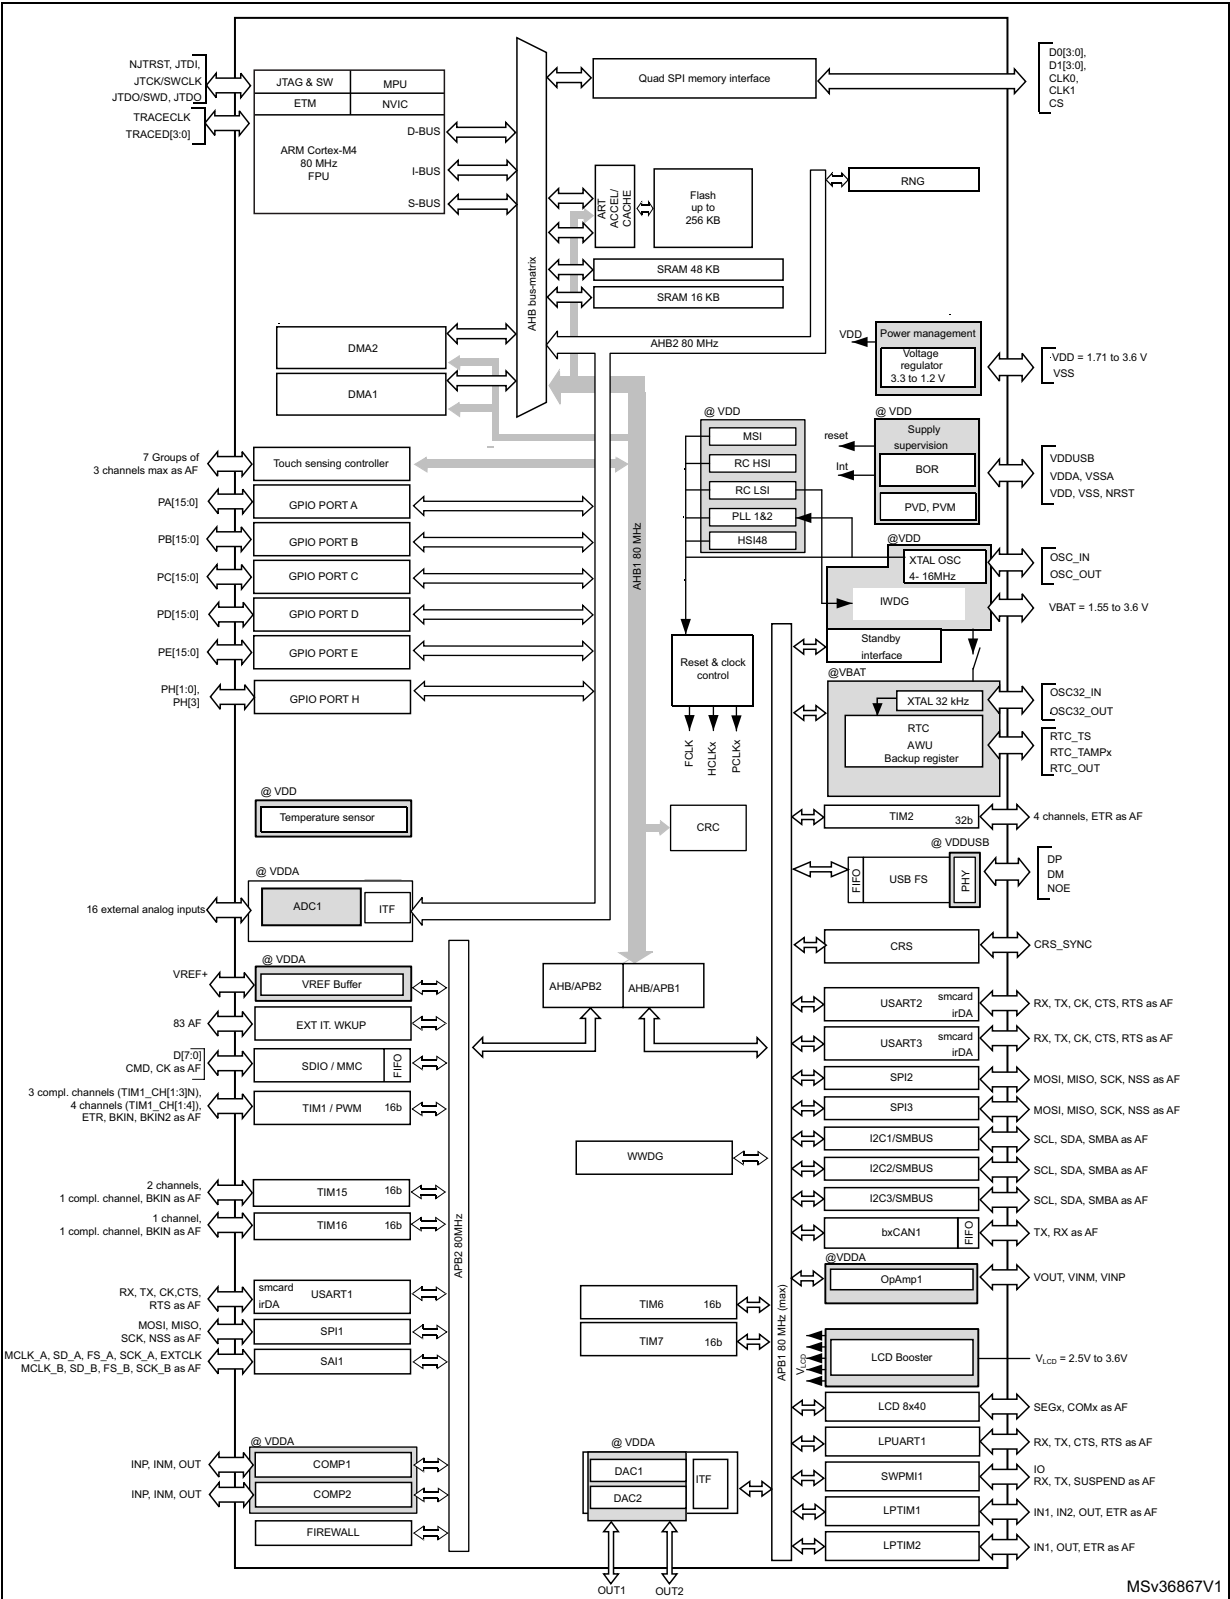 NJTRST, JTDI,
JTCK/SWCLK
JTDO/SWD, JTDO
TRACECLK
TRACED[3:0]
JTAG & SW
MPU
ETM
NVIC
ARM Cortex-M4
80 MHz
FPU
D-BUS
I-BUS
S-BUS
AHB bus-matrix
Quad SPI memory interface
D0[3:0],
D1[3:0],
CLK0,
CLK1
CS
ART
ACCEL/
CACHE
Flash
up to
256 KB
RNG
SRAM 48 KB
SRAM 16 KB
AHB2 80 MHz
DMA2
DMA1
VDD
Power management
Voltage
regulator
3.3 to 1.2 V
VDD = 1.71 to 3.6 V
VSS
@ VDD
MSI
RC HSI
RC LSI
PLL 1&2
HSI48
@ VDD
reset
Int
Supply
supervision
BOR
PVD, PVM
VDDUSB
VDDA, VSSA
VDD, VSS, NRST
7 Groups of
3 channels max as AF
Touch sensing controller
PA[15:0]
GPIO PORT A
PB[15:0]
GPIO PORT B
PC[15:0]
GPIO PORT C
PD[15:0]
GPIO PORT D
PE[15:0]
GPIO PORT E
PH[1:0],
PH[3]
GPIO PORT H
AHB1 80 MHz
@VDD
XTAL OSC
4- 16MHz
IWDG
OSC_IN
OSC_OUT
VBAT = 1.55 to 3.6 V
Standby
interface
Reset & clock
control
FCLK
HCLKx
PCLKx
@VBAT
XTAL 32 kHz
RTC
AWU
Backup register
OSC32_IN
OSC32_OUT
RTC_TS
RTC_TAMPx
RTC_OUT
@ VDD
Temperature sensor
CRC
TIM2
32b
4 channels, ETR as AF
@ VDDUSB
FIFO
USB FS
PHY
DP
DM
NOE
@ VDDA
16 external analog inputs
ADC1
ITF
CRS
CRS_SYNC
@ VDDA
VREF+
VREF Buffer
AHB/APB2
AHB/APB1
83 AF
EXT IT. WKUP
D[7:0]
CMD, CK as AF
SDIO / MMC
FIFO
3 compl. channels (TIM1_CH[1:3]N),
4 channels (TIM1_CH[1:4]),
ETR, BKIN, BKIN2 as AF
TIM1 / PWM
16b
USART2
smcard
irDA
RX, TX, CK, CTS, RTS as AF
USART3
smcard
irDA
RX, TX, CK, CTS, RTS as AF
SPI2
MOSI, MISO, SCK, NSS as AF
SPI3
MOSI, MISO, SCK, NSS as AF
WWDG
I2C1/SMBUS
SCL, SDA, SMBA as AF
I2C2/SMBUS
SCL, SDA, SMBA as AF
I2C3/SMBUS
SCL, SDA, SMBA as AF
bxCAN1
FIFO
TX, RX as AF
2 channels,
1 compl. channel, BKIN as AF
TIM15
16b
1 channel,
1 compl. channel, BKIN as AF
TIM16
16b
APB2 80MHz
@VDDA
OpAmp1
VOUT, VINM, VINP
RX, TX, CK,CTS,
RTS as AF
smcard
irDA
USART1
TIM6
16b
TIM7
16b
APB1 80 MHz (max)
MOSI, MISO,
SCK, NSS as AF
SPI1
MCLK_A, SD_A, FS_A, SCK_A, EXTCLK
MCLK_B, SD_B, FS_B, SCK_B as AF
SAI1
VLCD
LCD Booster
VLCD = 2.5V to 3.6V
LCD 8x40
SEGx, COMx as AF
LPUART1
RX, TX, CTS, RTS as AF
SWPMI1
IO
RX, TX, SUSPEND as AF
LPTIM1
IN1, IN2, OUT, ETR as AF
LPTIM2
IN1, OUT, ETR as AF
@ VDDA
INP, INM, OUT
COMP1
INP, INM, OUT
COMP2
FIREWALL
@ VDDA
DAC1
DAC2
ITF
OUT1
OUT2
MSv36867V1